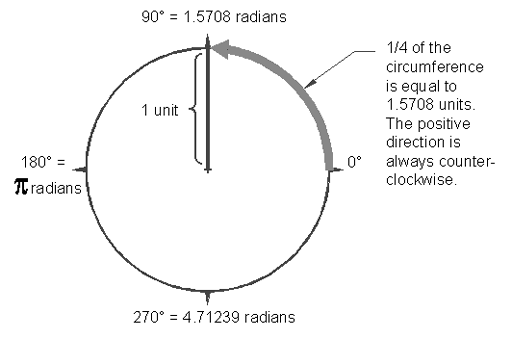 90° = 1.5708 radians
1/4 of the
circumference
is equal to
1.5708 units.
The positive
direction is
always counter-
clockwise.
1 unit
180° =
π radians
0°
270° = 4.71239 radians